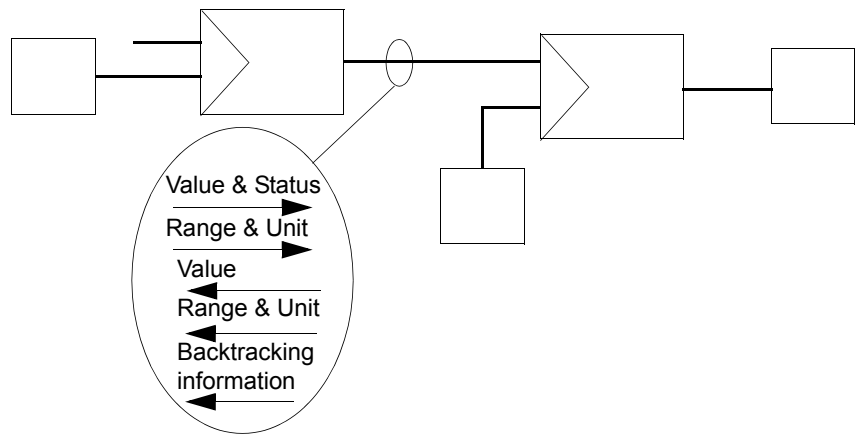 Value & Status
Range & Unit
Value
Range & Unit
Backtracking
information